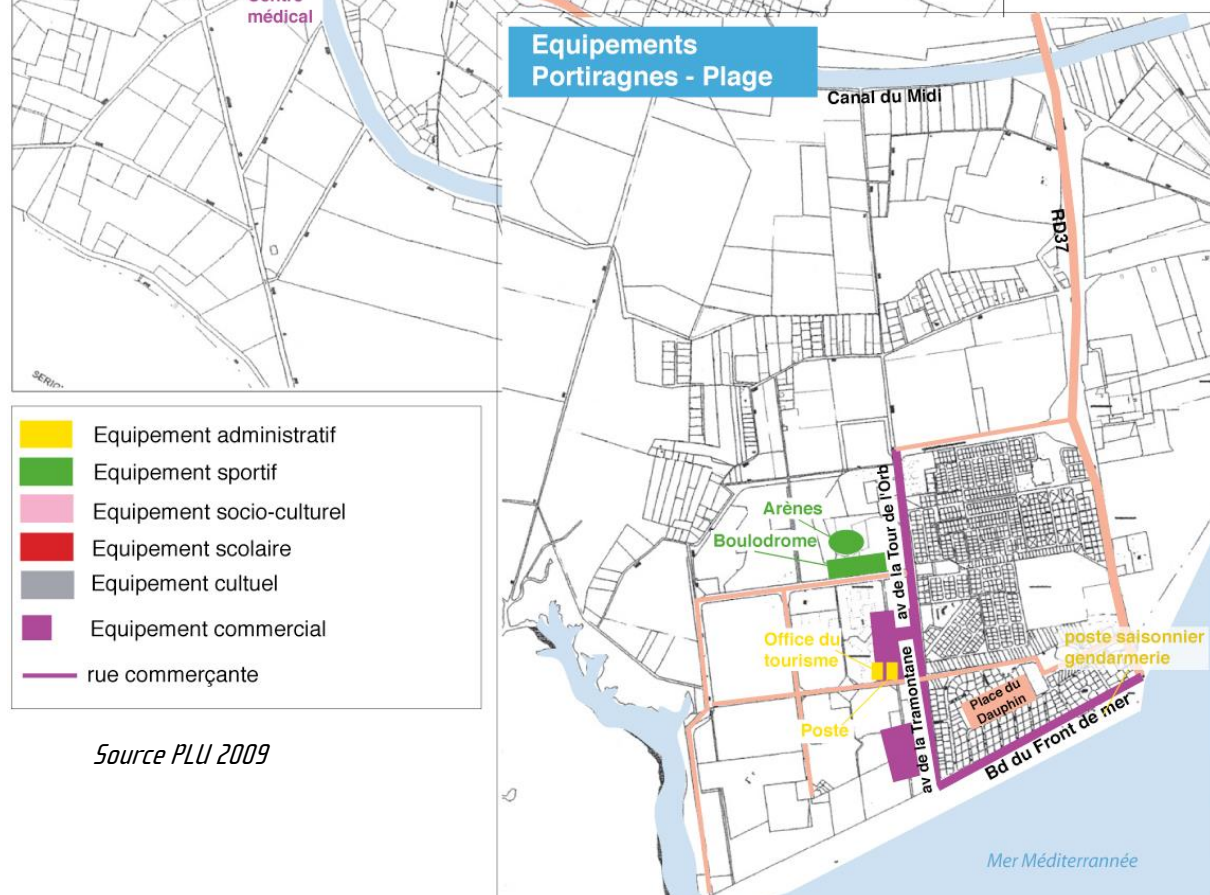 Centre
médical
Equipements
Portiragnes - Plage
Canal du Midi
RD37
Equipement administratif
Equipement sportif
Equipement socio-culturel
Equipement scolaire
Equipement cultuel
Equipement commercial
rue commerçante
Source PLU 2009
Arènes
Boulodrome
av de la Tour de l'Orb
Office du
tourisme
Poste
av de la Tramontane
poste saisonnier
gendarmerie
Place du
Dauphin
Bd du Front de mer
Mer Méditerrannée